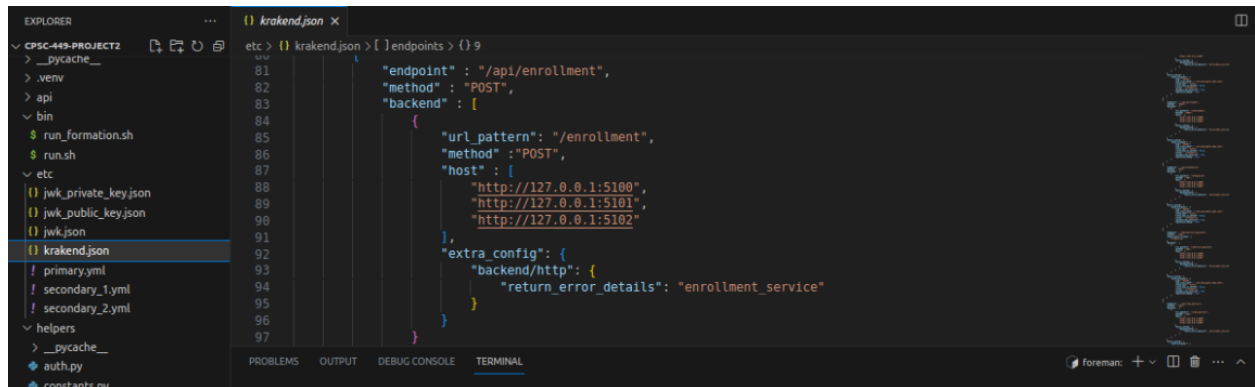 EXPLORER
···
{} krakend.json ×
CPSC-449-PROJECT2
etc > {} krakend.json > [ ] endpoints > {} 9
> __pycache__
> .venv
> api
bin
$ run_formation.sh
$ run.sh
etc
{} jwk_private_key.json
{} jwk_public_key.json
{} jwk.json
{} krakend.json
! primary.yml
! secondary_1.yml
! secondary_2.yml
helpers
> __pycache__
auth.py
constants.py
80 {
81 "endpoint" : "/api/enrollment",
82 "method" : "POST",
83 "backend" : [
84 {
85 "url_pattern": "/enrollment",
86 "method" :"POST",
87 "host" : [
88 "http://127.0.0.1:5100",
89 "http://127.0.0.1:5101",
90 "http://127.0.0.1:5102"
91 ],
92 "extra_config": {
93 "backend/http": {
94 "return_error_details": "enrollment_service"
95 }
96 }
97 }
PROBLEMS OUTPUT DEBUG CONSOLE TERMINAL
foreman: + ···